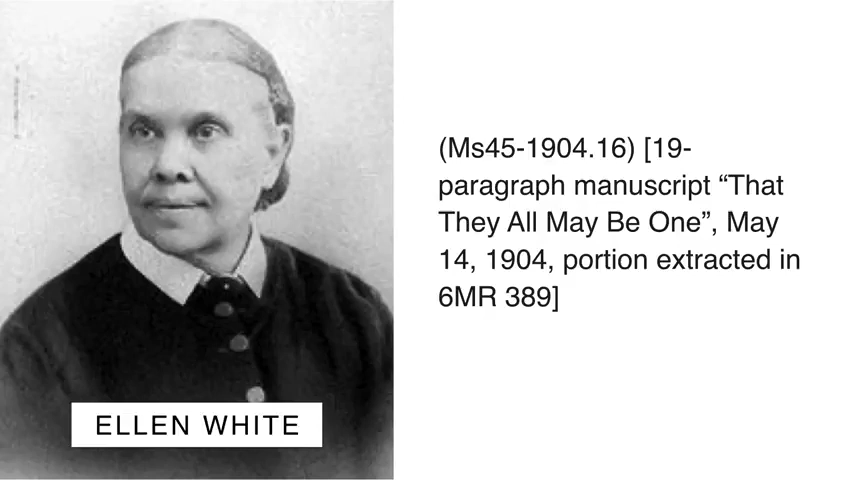 ELLEN WHITE
(Ms45-1904.16) [19-
paragraph manuscript “That
They All May Be One”, May
14, 1904, portion extracted in
6MR 389]